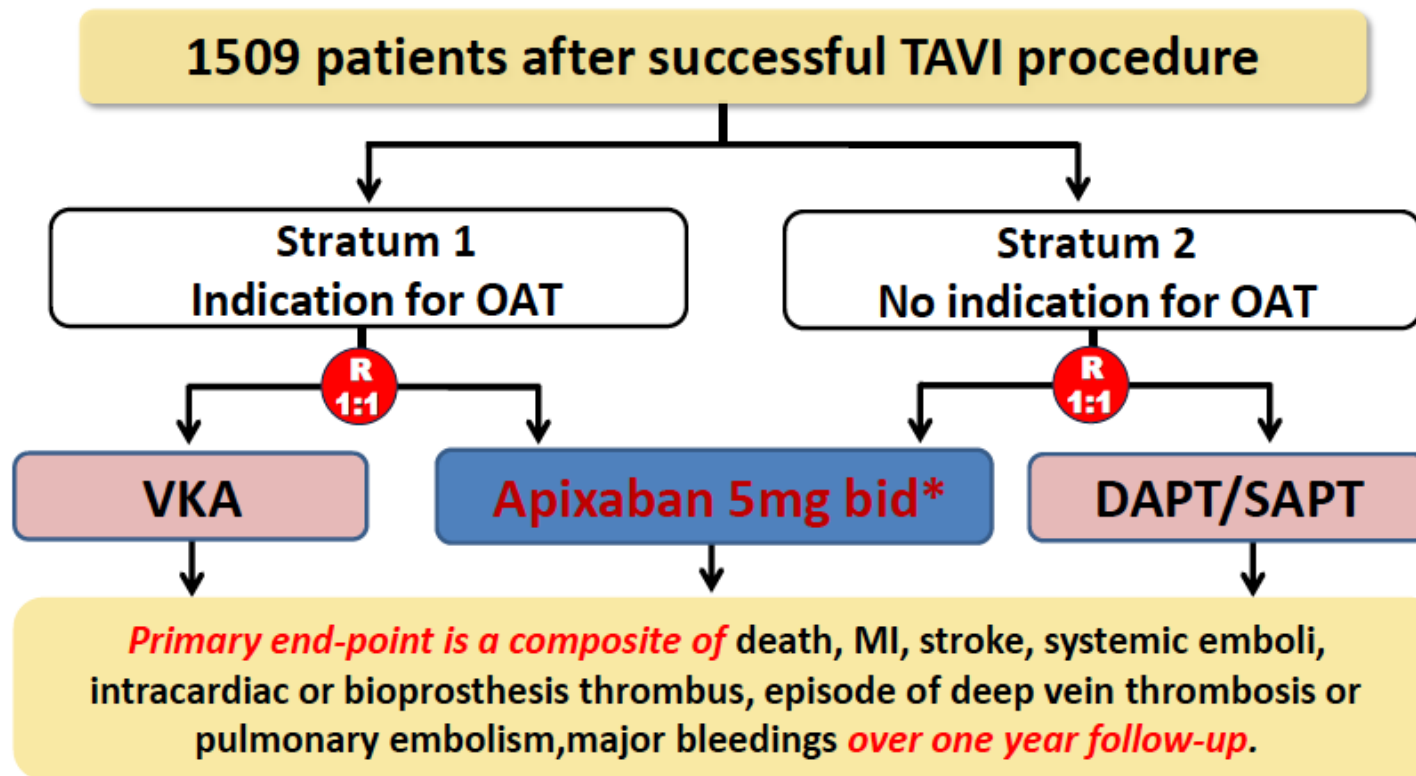 1509 patients after successful TAVI procedure
Stratum 1
Indication for OAT
Stratum 2
No indication for OAT
R
1:1
R
1:1
VKA
Apixaban 5mg bid*
DAPT/SAPT
Primary end-point is a composite of death, MI, stroke, systemic emboli,
intracardiac or bioprosthesis thrombus, episode of deep vein thrombosis or
pulmonary embolism,major bleedings over one year follow-up.